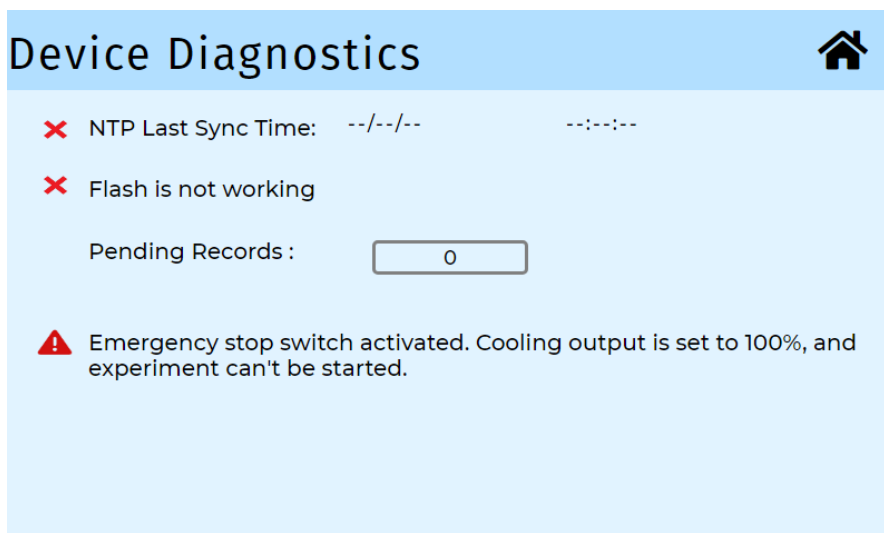 Device Diagnostics
NTP Last Sync Time: --/--/-- --:--:--
Flash is not working
Pending Records : 0
Emergency stop switch activated. Cooling output is set to 100%, and
experiment can't be started.